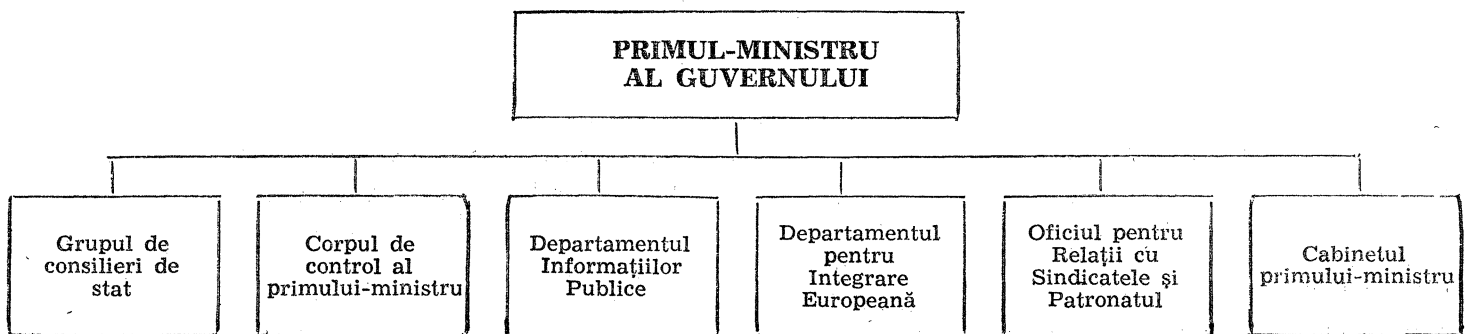 PRIMUL-MINISTRU
AL GUVERNULUI
Grupul de
consilieri de
stat
Corpul de
control al
primului-ministru
Departamentul
Informațiilor
Publice
Departamentul
pentru
Integrare
Europeană
Oficiul pentru
Relații cu
Sindicatele și
Patronatul
Cabinetul
primului-ministru